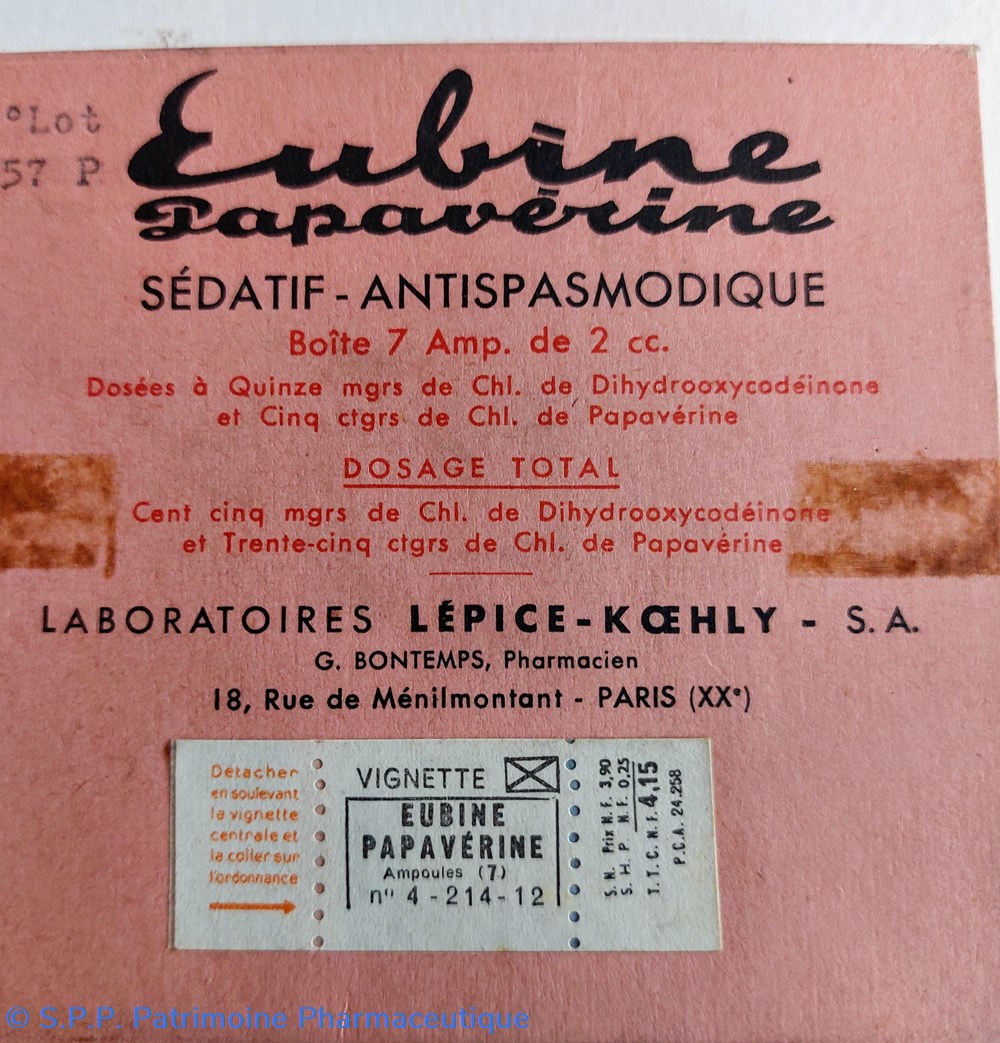 °Lot
57 P
Eubine
Papavérine
SÉDATIF - ANTISPASMODIQUE
Boîte 7 Amp. de 2 cc.
Dosées à Quinze mgrs de Chl. de Dihydrooxycodéinone
et Cinq ctgrs de Chl. de Papavérine
DOSAGE TOTAL
Cent cinq mgrs de Chl. de Dihydrooxycodéinone
et Trente-cinq ctgrs de Chl. de Papavérine
LABORATOIRES LÉPICE-KŒHLY - S.A.
G. BONTEMPS, Pharmacien
18, Rue de Ménilmontant - PARIS (XXᵉ)
Détacher
en soulevant
la vignette
centrale et
la coller sur
l'ordonnance
VIGNETTE
EUBINE
PAPAVÉRINE
Ampoules (7)
nº 4-214-12
S.N. Prix N.F. 3,90
S.H.P. N.F. 0,25
T.T.C. N.F. 4,15
P.C.A. 24.258
© S.P.P. Patrimoine Pharmaceutique